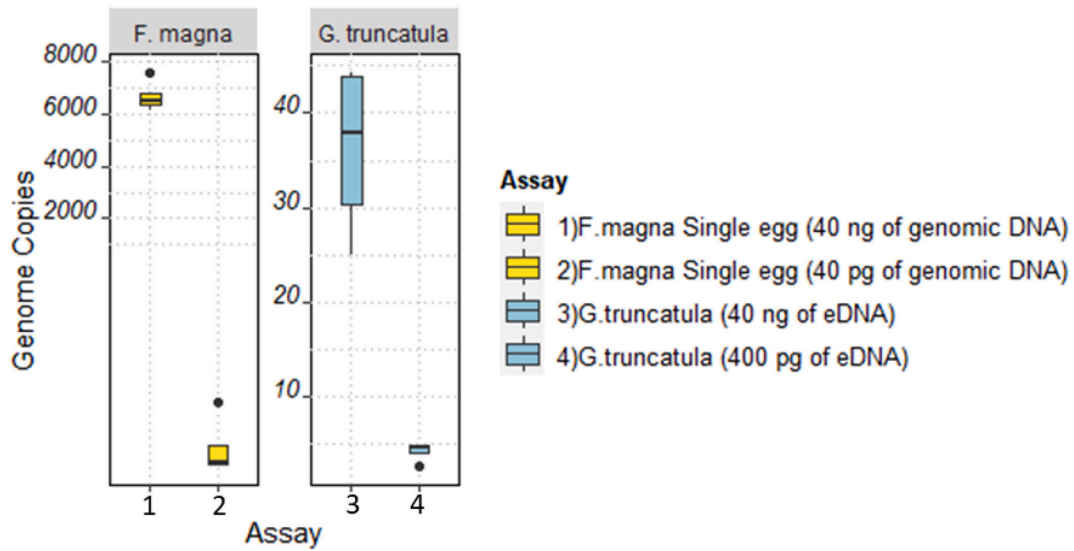 F. magna
G. truncatula
8000
6000
4000
2000
40
30
20
10
Genome Copies
1
2
3
4
Assay
Assay
1)F.magna Single egg (40 ng of genomic DNA)
2)F.magna Single egg (40 pg of genomic DNA)
3)G.truncatula (40 ng of eDNA)
4)G.truncatula (400 pg of eDNA)